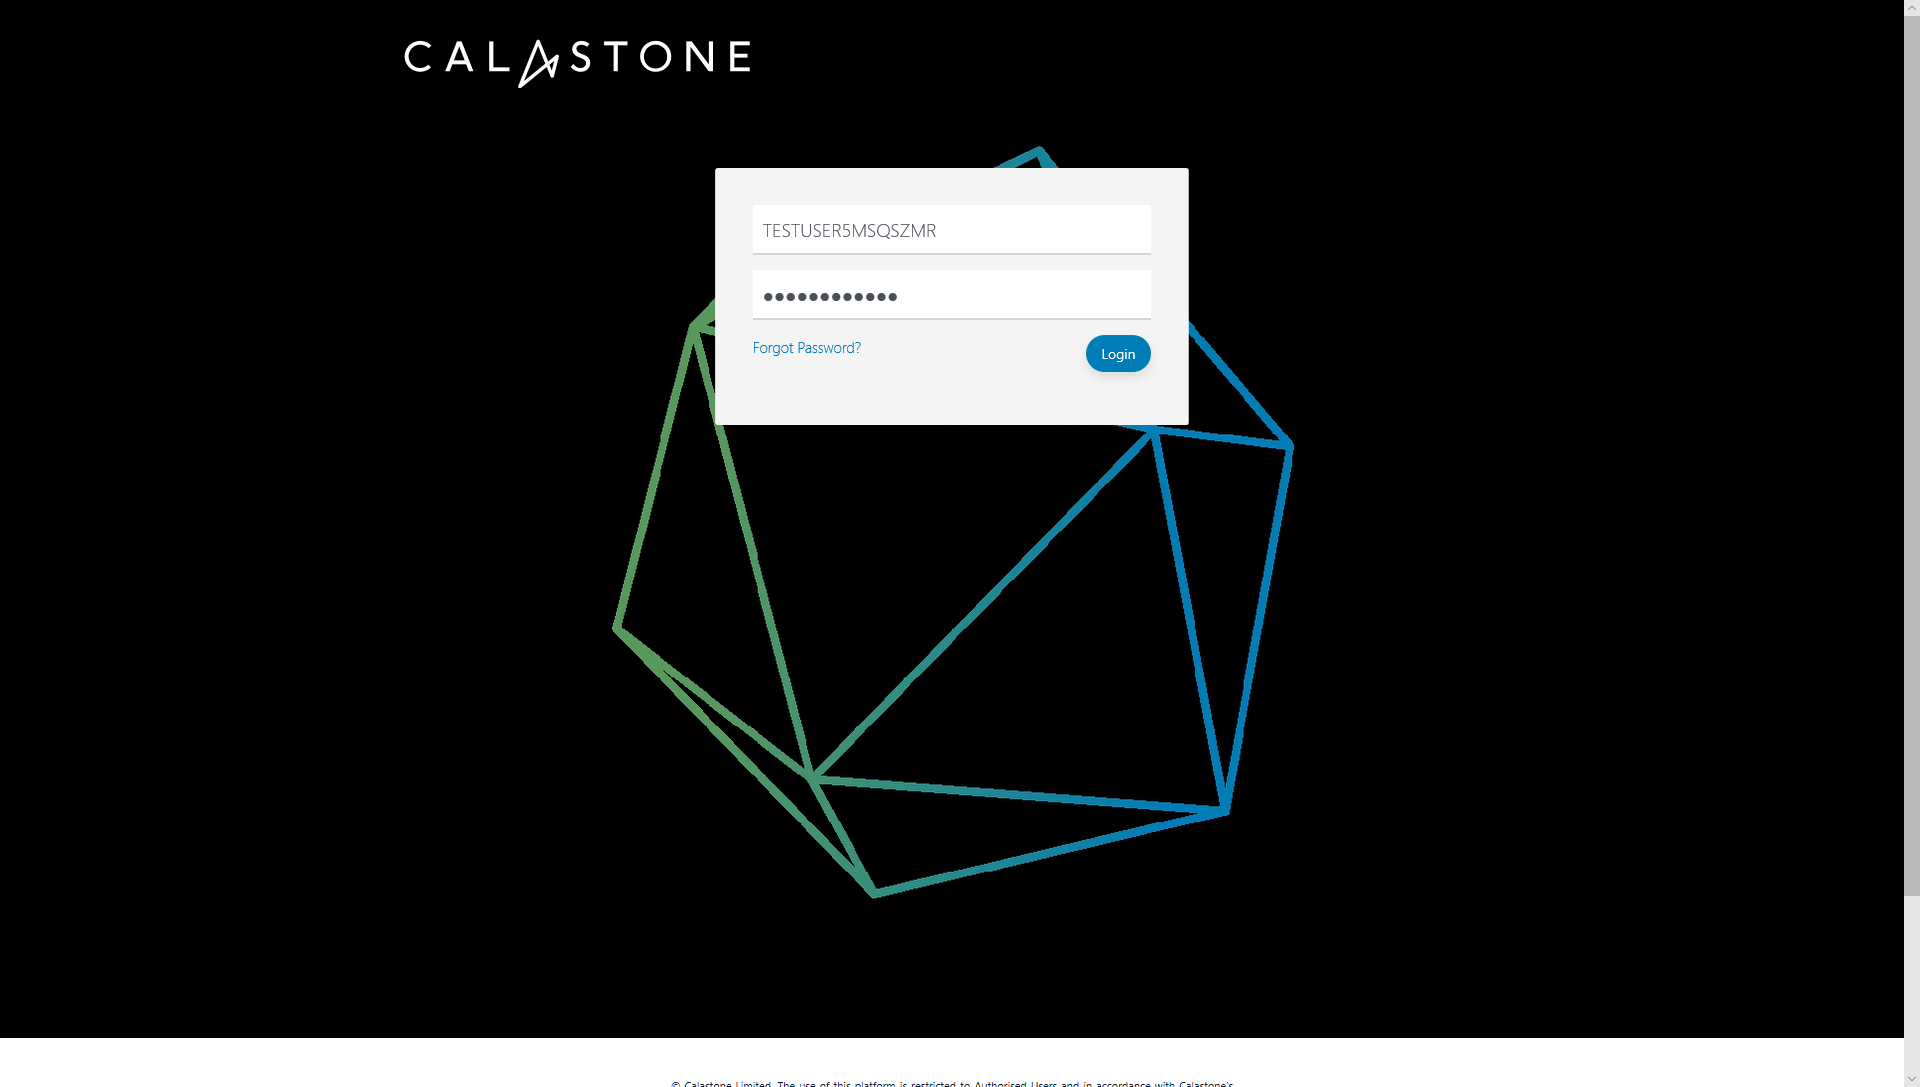 CALASTONE
TESTUSER5MSQSZMR
Forgot Password?
Login
© Calastone Limited. The use of this platform is restricted to Authorised Users and in accordance with Calastone's